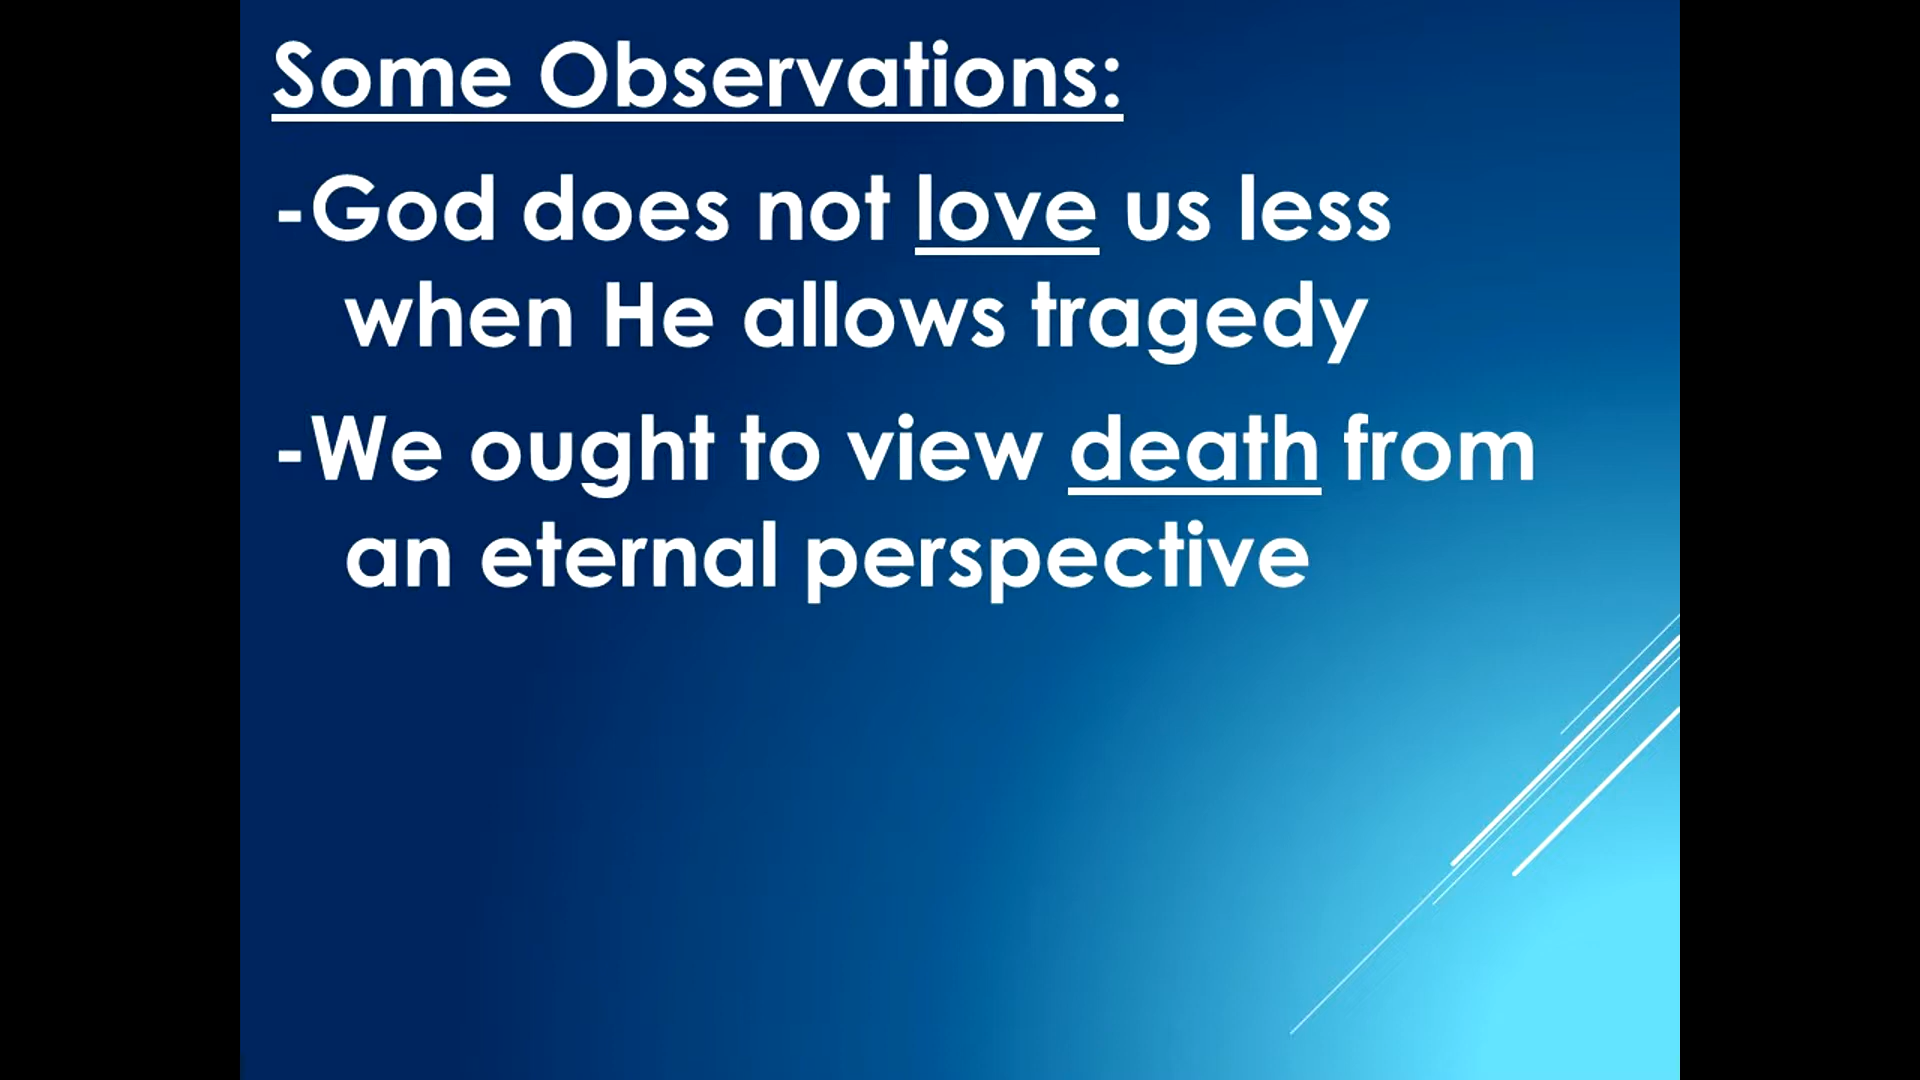 Some Observations:
-God does not love us less
when He allows tragedy
-We ought to view death from
an eternal perspective